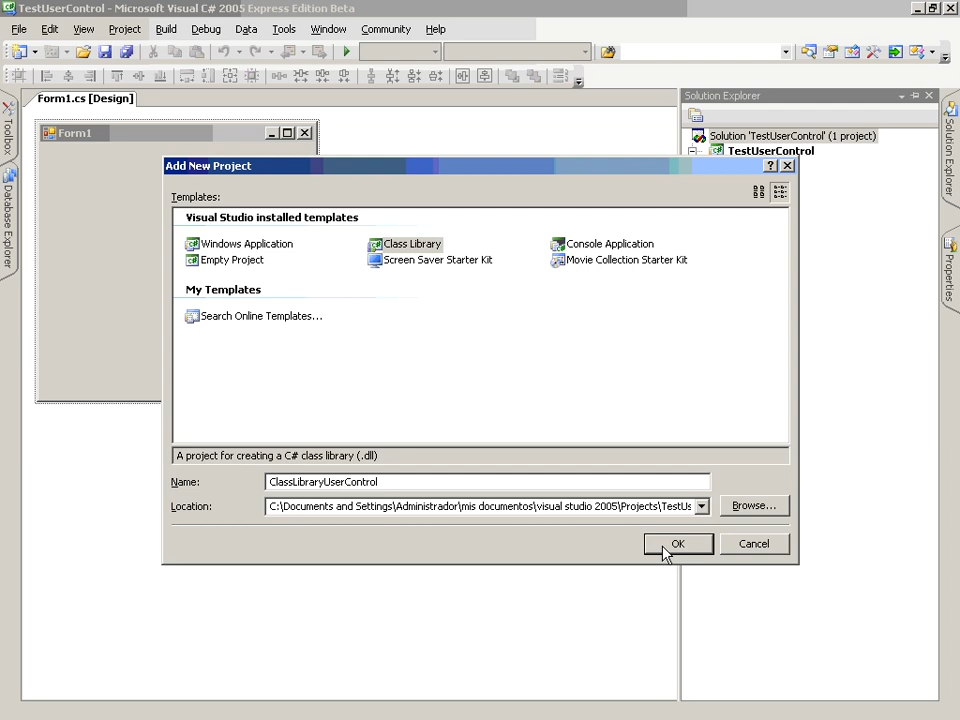 TestUserControl - Microsoft Visual C# 2005 Express Edition Beta
File Edit View Project Build Debug Data Tools Window Community Help
Form1.cs [Design]
Solution Explorer
Toolbox
Database Explorer
Form1
Solution 'TestUserControl' (1 project)
TestUserControl
Solution Explorer
Properties
Add New Project
Templates:
Visual Studio installed templates
Windows Application Class Library Console Application
Empty Project Screen Saver Starter Kit Movie Collection Starter Kit
My Templates
Search Online Templates...
A project for creating a C# class library (.dll)
Name: ClassLibraryUserControl
Location: C:\Documents and Settings\Administrador\mis documentos\visual studio 2005\Projects\TestUs Browse...
OK Cancel